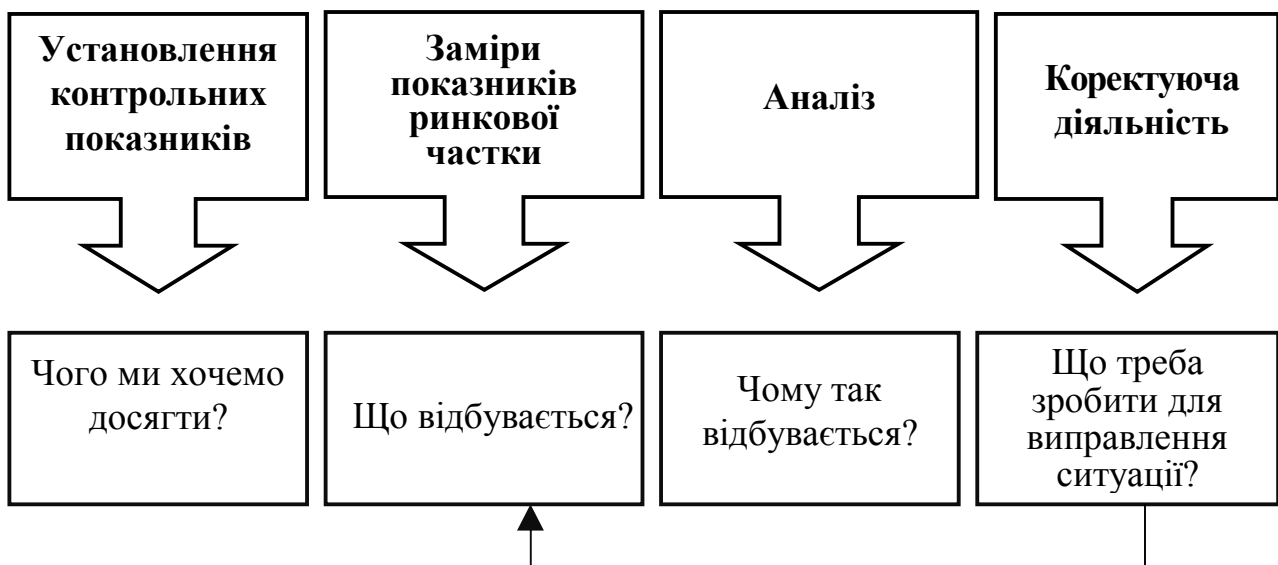 Установлення
контрольних
показників
Заміри
показників
ринкової
частки
Аналіз
Коректуюча
діяльність
Чого ми хочемо
досягти?
Що відбувається?
Чому так
відбувається?
Що треба
зробити для
виправлення
ситуації?